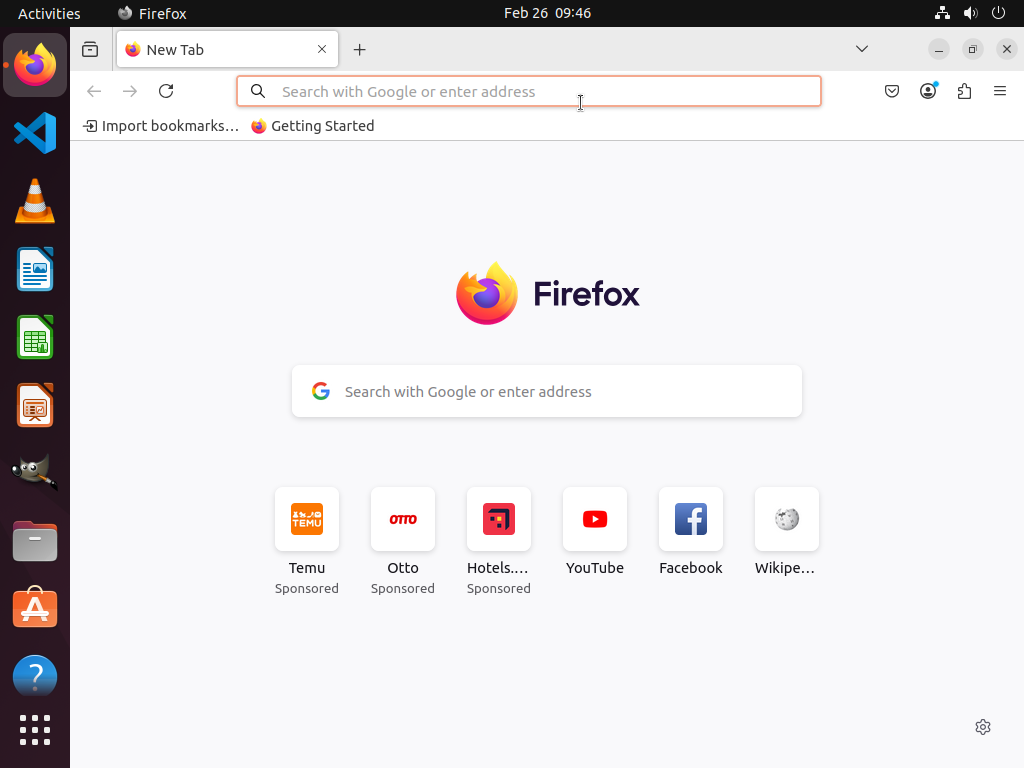 Activities
Firefox
Feb 26 09:46
New Tab
Search with Google or enter address
Import bookmarks…
Getting Started
Firefox
Search with Google or enter address
TEMU
OTTO
Temu
Otto
Hotels.…
YouTube
Facebook
Wikipe…
Sponsored
Sponsored
Sponsored